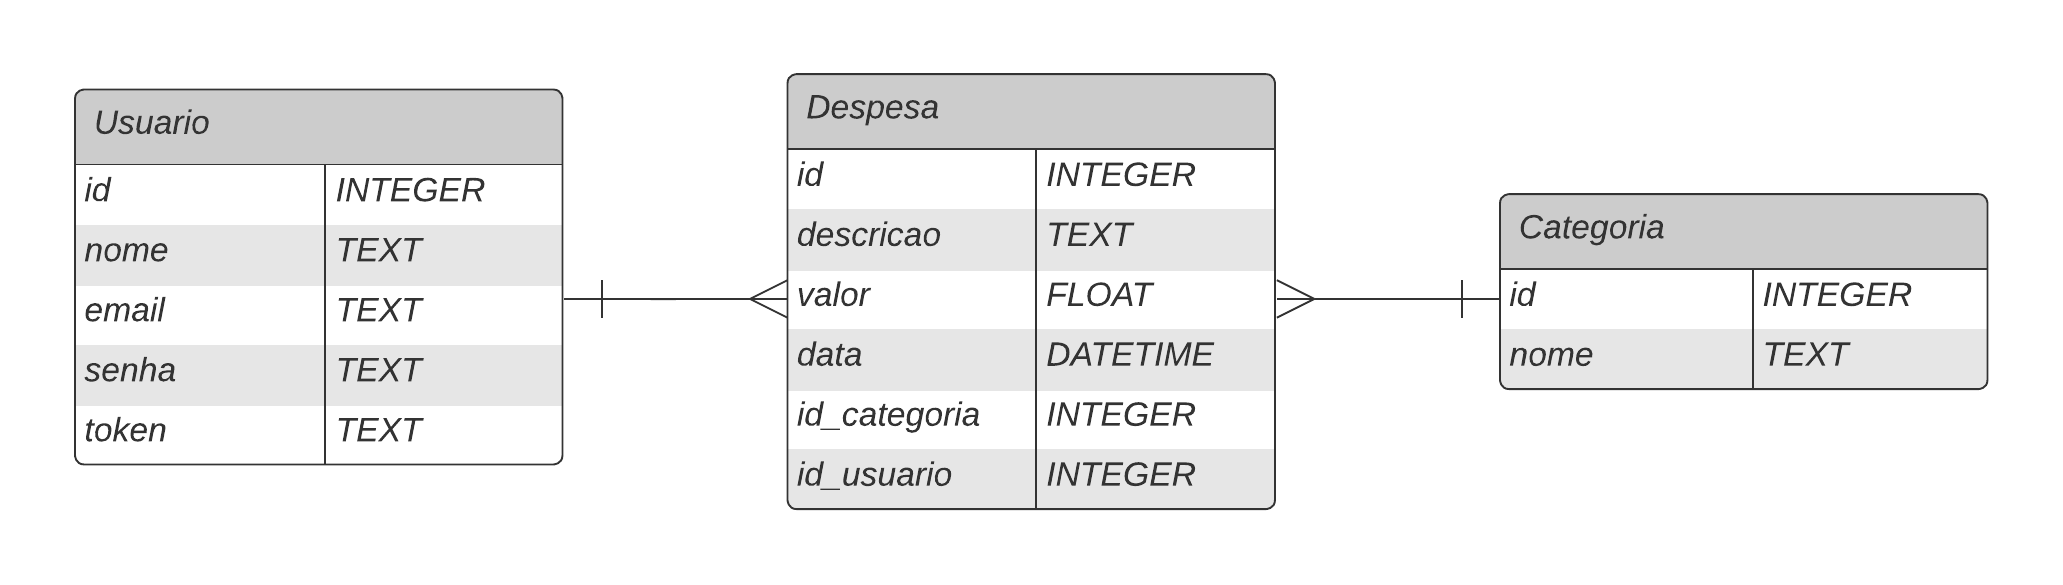 Usuario
id INTEGER
nome TEXT
email TEXT
senha TEXT
token TEXT
Despesa
id INTEGER
descricao TEXT
valor FLOAT
data DATETIME
id_categoria INTEGER
id_usuario INTEGER
Categoria
id INTEGER
nome TEXT